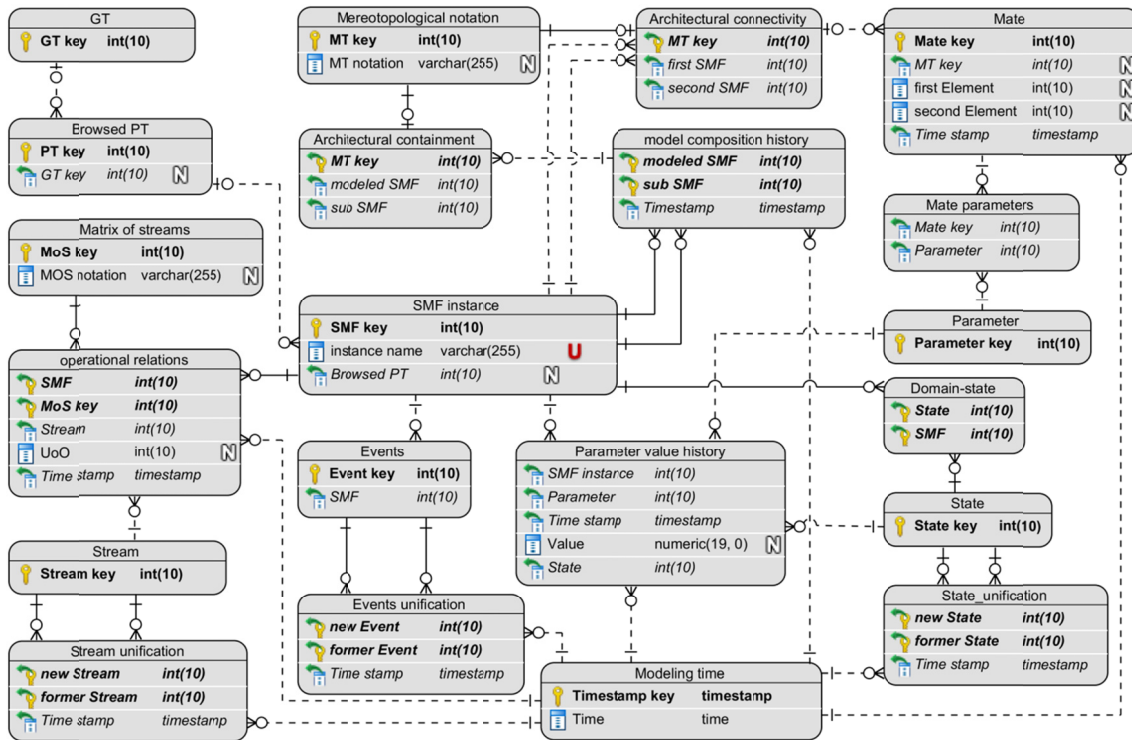 GT
GT key int(10)
Browsed PT
PT key int(10)
GT key int(10) N
Matrix of streams
MoS key int(10)
MOS notation varchar(255) N
operational relations
SMF int(10)
MoS key int(10)
Stream int(10)
UoO int(10) N
Time stamp timestamp
Stream
Stream key int(10)
Stream unification
new Stream int(10)
former Stream int(10)
Time stamp timestamp
Mereotopological notation
MT key int(10)
MT notation varchar(255) N
Architectural containment
MT key int(10)
modeled SMF int(10)
sub SMF int(10)
SMF instance
SMF key int(10)
instance name varchar(255) U
Browsed PT int(10) N
Events
Event key int(10)
SMF int(10)
Events unification
new Event int(10)
former Event int(10)
Time stamp timestamp
Architectural connectivity
MT key int(10)
first SMF int(10)
second SMF int(10)
model composition history
modeled SMF int(10)
sub SMF int(10)
Timestamp timestamp
Parameter value history
SMF instance int(10)
Parameter int(10)
Time stamp timestamp
Value numeric(19, 0) N
State int(10)
Modeling time
Timestamp key timestamp
Time time
Mate
Mate key int(10)
MT key int(10) N
first Element int(10) N
second Element int(10) N
Time stamp timestamp
Mate parameters
Mate key int(10)
Parameter int(10)
Parameter
Parameter key int(10)
Domain-state
State int(10)
SMF int(10)
State
State key int(10)
State_unification
new State int(10)
former State int(10)
Time stamp timestamp